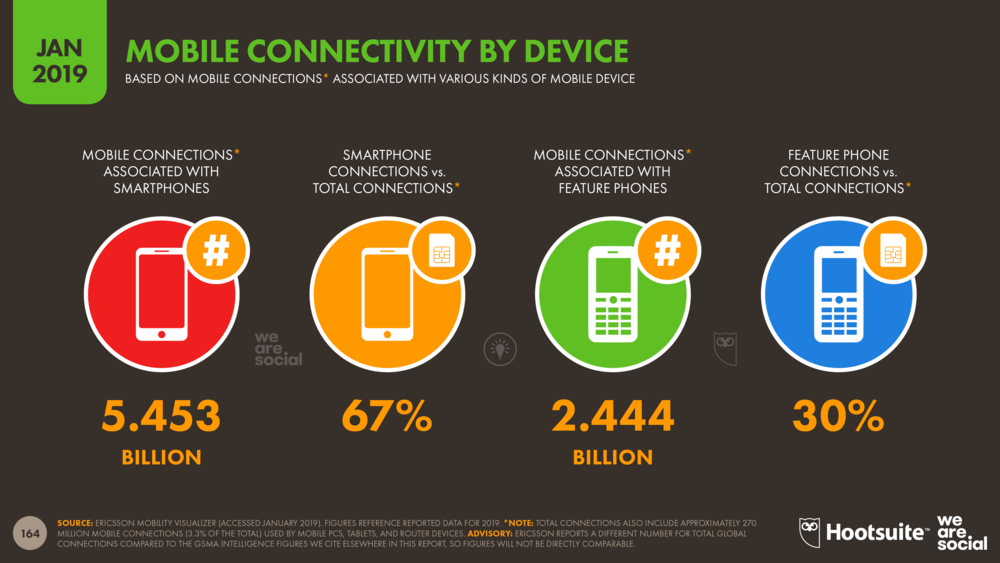 JAN
2019
MOBILE CONNECTIVITY BY DEVICE
BASED ON MOBILE CONNECTIONS* ASSOCIATED WITH VARIOUS KINDS OF MOBILE DEVICE
MOBILE CONNECTIONS*
ASSOCIATED WITH
SMARTPHONES
#
5.453
BILLION
SMARTPHONE
CONNECTIONS vs.
TOTAL CONNECTIONS*
67%
MOBILE CONNECTIONS*
ASSOCIATED WITH
FEATURE PHONES
#
2.444
BILLION
FEATURE PHONE
CONNECTIONS vs.
TOTAL CONNECTIONS*
30%
we
are
social
164
SOURCE: ERICSSON MOBILITY VISUALIZER (ACCESSED JANUARY 2019). FIGURES REFERENCE REPORTED DATA FOR 2019. *NOTE: TOTAL CONNECTIONS ALSO INCLUDE APPROXIMATELY 270
MILLION MOBILE CONNECTIONS (3.3% OF THE TOTAL) USED BY MOBILE PCS, TABLETS, AND ROUTER DEVICES. ADVISORY: ERICSSON REPORTS A DIFFERENT NUMBER FOR TOTAL GLOBAL
CONNECTIONS COMPARED TO THE GSMA INTELLIGENCE FIGURES WE CITE ELSEWHERE IN THIS REPORT, SO FIGURES WILL NOT BE DIRECTLY COMPARABLE.
Hootsuite™
we
are
social